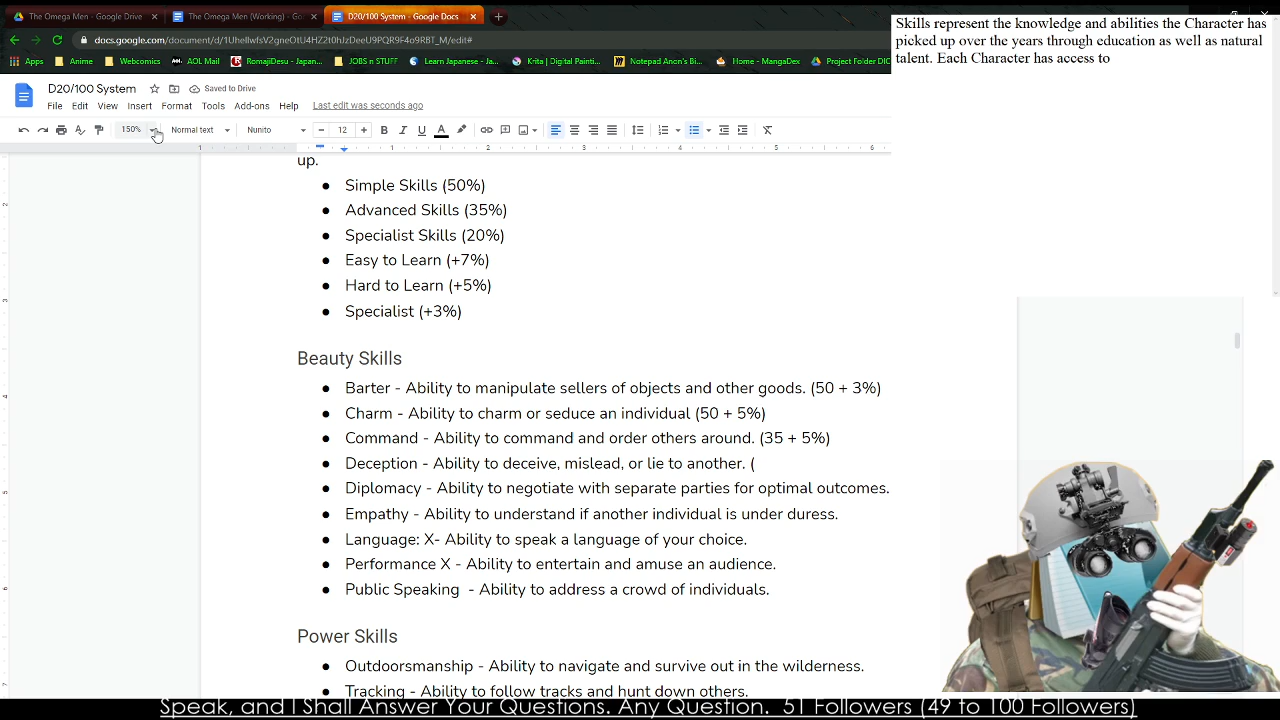 The Omega Men - Google Drive
The Omega Men (Working) - Goo
D20/100 System - Google Docs
docs.google.com/document/d/
Apps Anime Webcomics AOL Mail RomajiDesu - Japan... JOBS n STUFF Learn Japanese - Ja... Krita | Digital Painti... Notepad Anon's Bi... Home - MangaDex Project Folder DIC
Skills represent the knowledge and abilities the Character has
picked up over the years through education as well as natural
talent. Each Character has access to
D20/100 System
Saved to Drive
File Edit View Insert Format Tools Add-ons Help Last edit was seconds ago
150% Normal text Nunito 12
up.
● Simple Skills (50%)
● Advanced Skills (35%)
● Specialist Skills (20%)
● Easy to Learn (+7%)
● Hard to Learn (+5%)
● Specialist (+3%)
Beauty Skills
● Barter - Ability to manipulate sellers of objects and other goods. (50 + 3%)
● Charm - Ability to charm or seduce an individual (50 + 5%)
● Command - Ability to command and order others around. (35 + 5%)
● Deception - Ability to deceive, mislead, or lie to another. (
● Diplomacy - Ability to negotiate with separate parties for optimal outcomes.
● Empathy - Ability to understand if another individual is under duress.
● Language: X- Ability to speak a language of your choice.
● Performance X - Ability to entertain and amuse an audience.
● Public Speaking  - Ability to address a crowd of individuals.
Power Skills
● Outdoorsmanship - Ability to navigate and survive out in the wilderness.
● Tracking - Ability to follow tracks and hunt down others.
Speak, and I Shall Answer Your Questions. Any Question.  51 Followers (49 to 100 Followers)